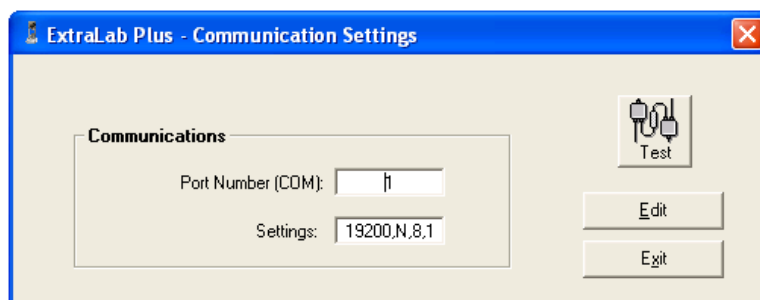 ExtraLab Plus - Communication Settings
Communications
Port Number (COM): 1
Settings: 19200,N,8,1
Test
Edit
Exit